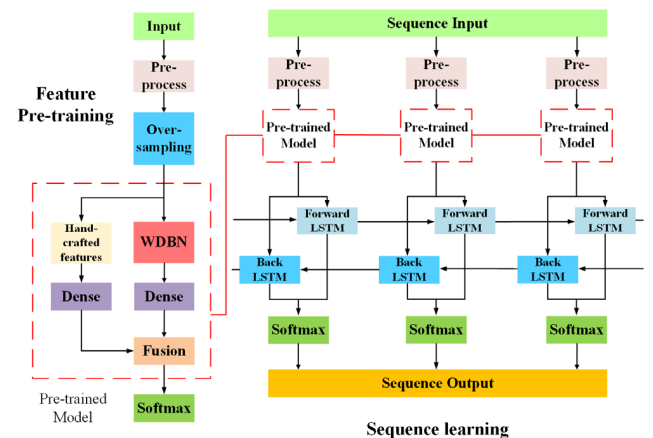 Input
Pre-
process
Feature
Pre-training
Over-
sampling
Hand-
crafted
features
WDBN
Dense
Dense
Fusion
Pre-trained
Model
Softmax
Sequence Input
Pre-
process
Pre-
process
Pre-
process
Pre-trained
Model
Pre-trained
Model
Pre-trained
Model
Forward
LSTM
Forward
LSTM
Forward
LSTM
Back
LSTM
Back
LSTM
Back
LSTM
Softmax
Softmax
Softmax
Sequence Output
Sequence learning